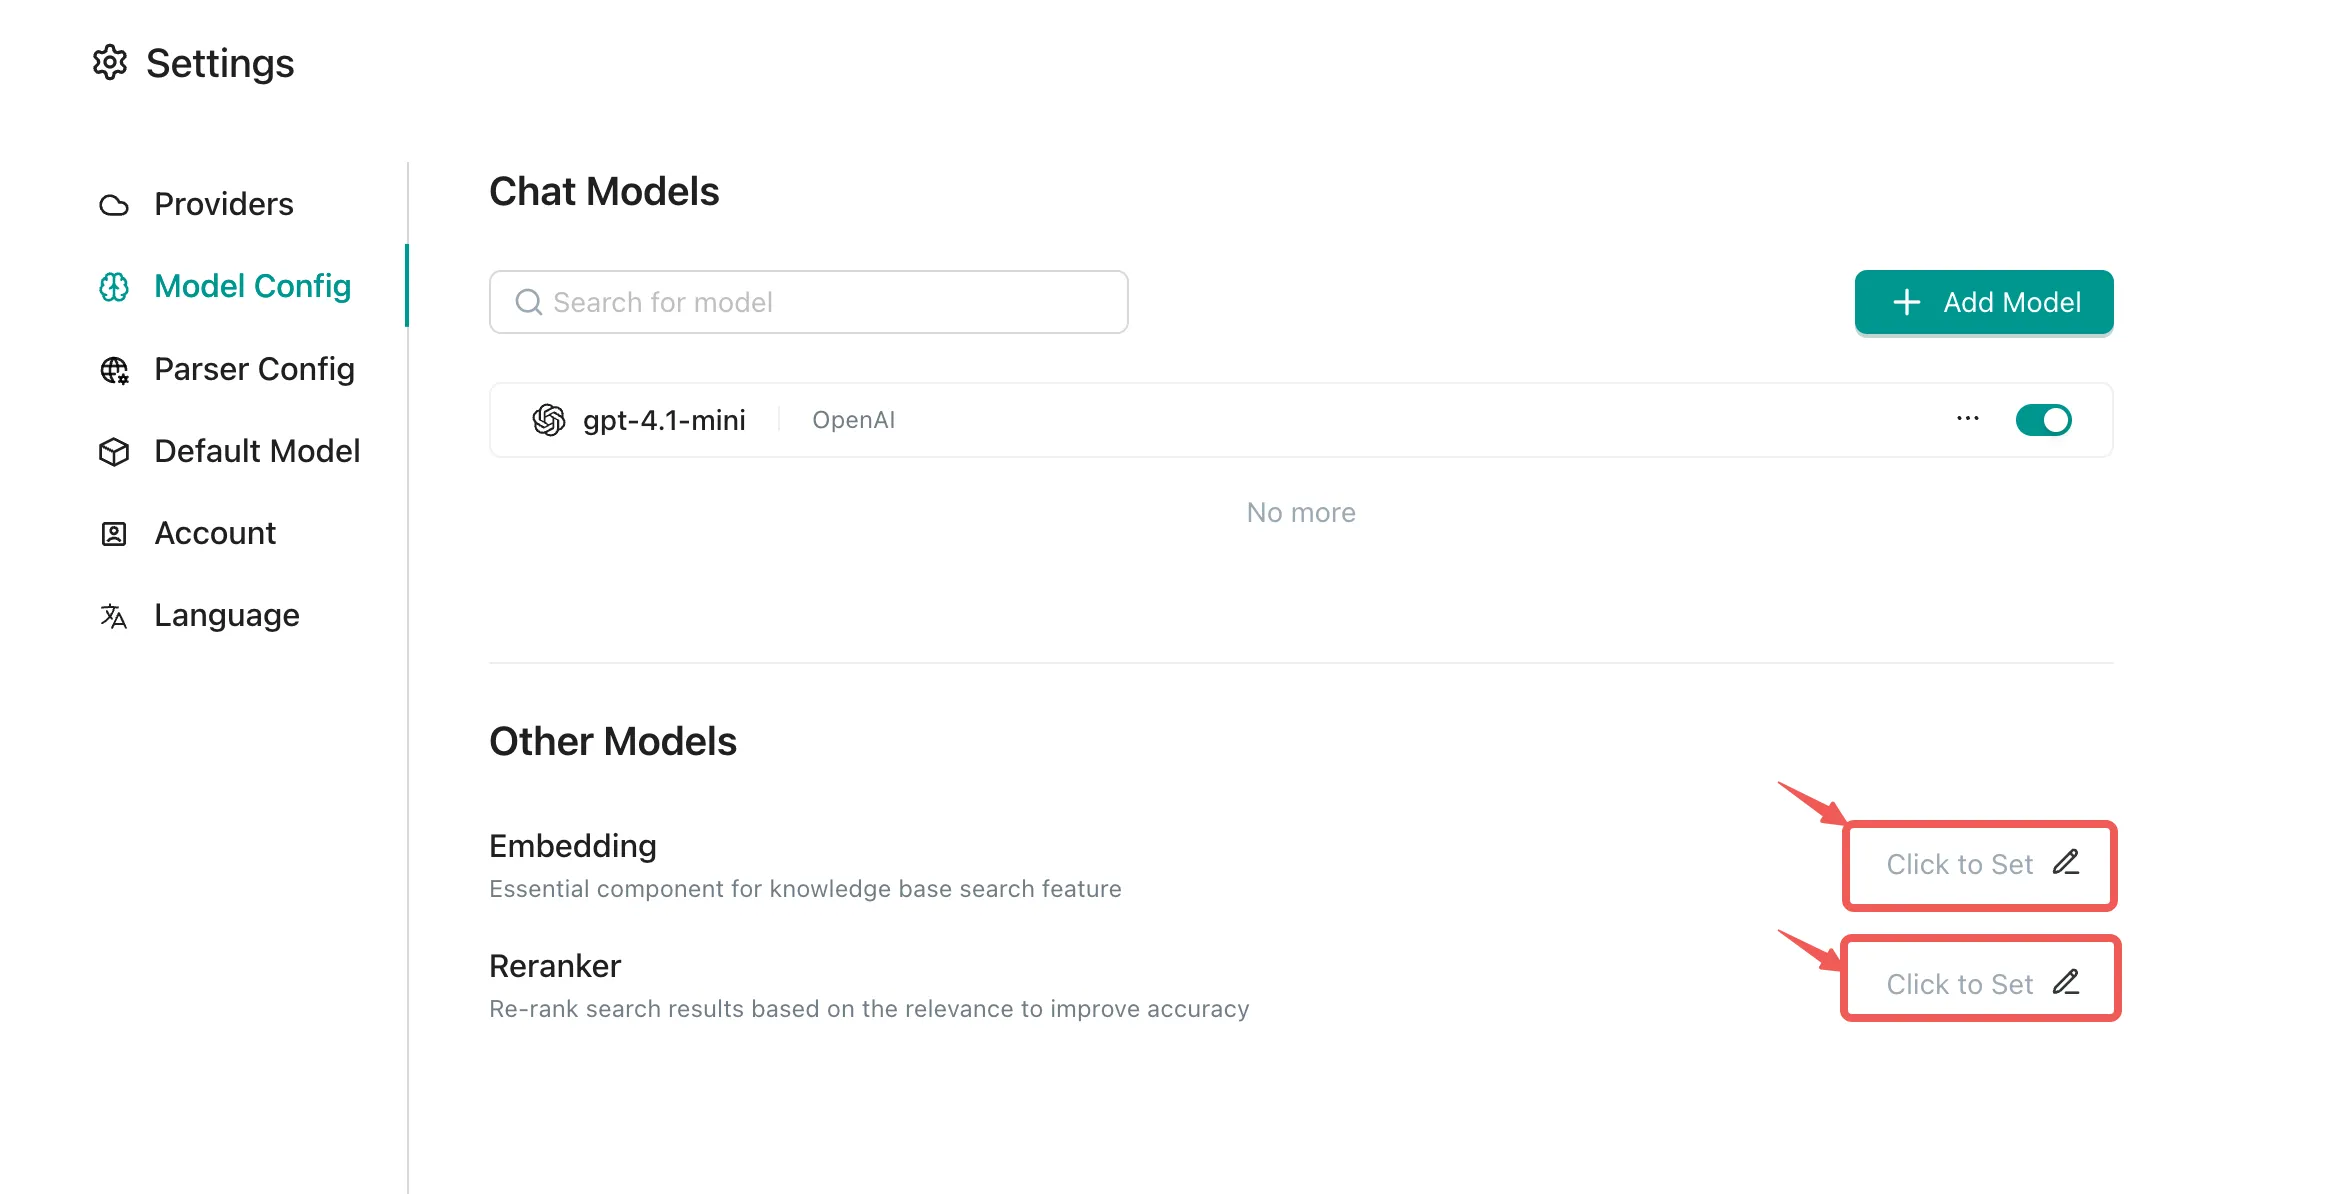 Settings
Providers
Model Config
Parser Config
Default Model
Account
Language
Chat Models
Search for model
Add Model
gpt-4.1-mini OpenAI
No more
Other Models
Embedding
Essential component for knowledge base search feature
Click to Set
Reranker
Re-rank search results based on the relevance to improve accuracy
Click to Set